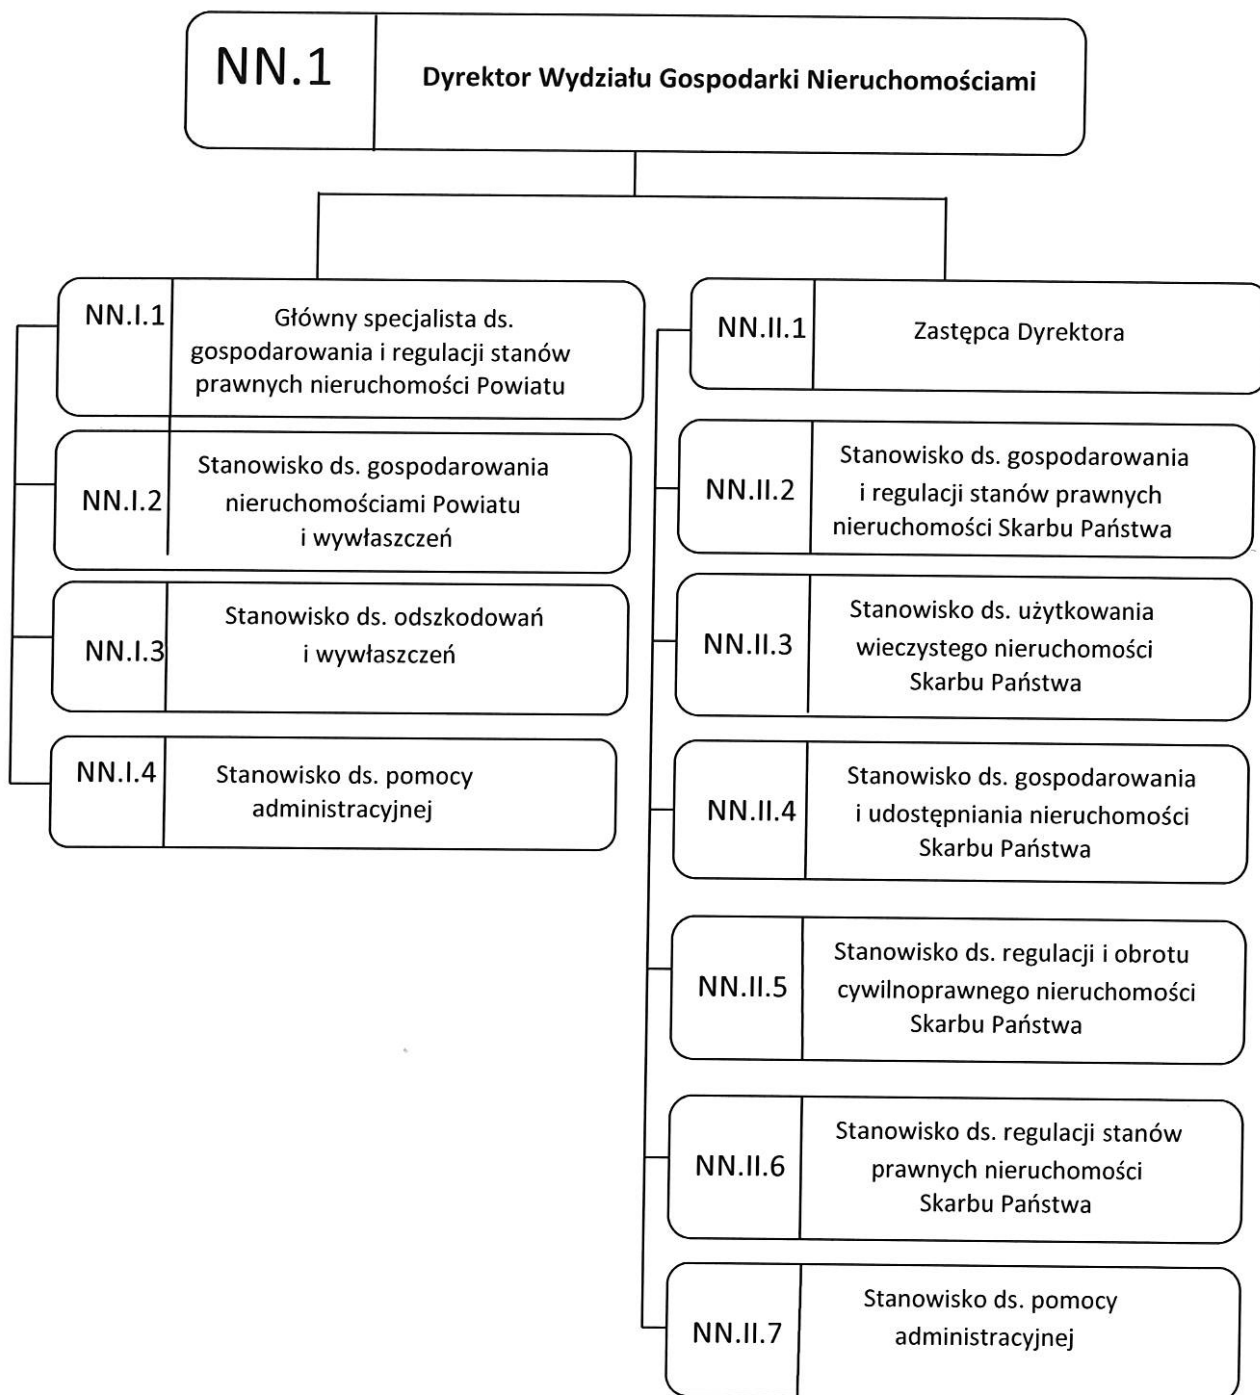 NN.1
Dyrektor Wydziału Gospodarki Nieruchomościami
NN.I.1
Główny specjalista ds.
gospodarowania i regulacji stanów
prawnych nieruchomości Powiatu
NN.I.2
Stanowisko ds. gospodarowania
nieruchomościami Powiatu
i wywłaszczeń
NN.I.3
Stanowisko ds. odszkodowań
i wywłaszczeń
NN.I.4
Stanowisko ds. pomocy
administracyjnej
NN.II.1
Zastępca Dyrektora
NN.II.2
Stanowisko ds. gospodarowania
i regulacji stanów prawnych
nieruchomości Skarbu Państwa
NN.II.3
Stanowisko ds. użytkowania
wieczystego nieruchomości
Skarbu Państwa
NN.II.4
Stanowisko ds. gospodarowania
i udostępniania nieruchomości
Skarbu Państwa
NN.II.5
Stanowisko ds. regulacji i obrotu
cywilnoprawnego nieruchomości
Skarbu Państwa
NN.II.6
Stanowisko ds. regulacji stanów
prawnych nieruchomości
Skarbu Państwa
NN.II.7
Stanowisko ds. pomocy
administracyjnej